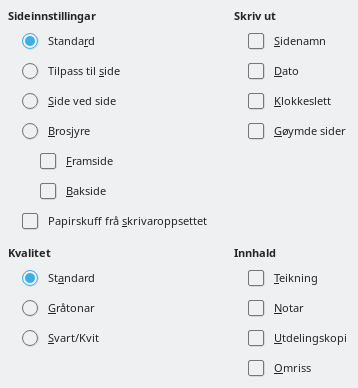 Sideinnstillingar
Standard
Tilpass til side
Side ved side
Brosjyre
Framside
Bakside
Papirskuff frå skrivaroppsettet
Skriv ut
Sidenamn
Dato
Klokkeslett
Gøymde sider
Kvalitet
Standard
Gråtonar
Svart/Kvit
Innhald
Teikning
Notar
Utdelingskopi
Omriss